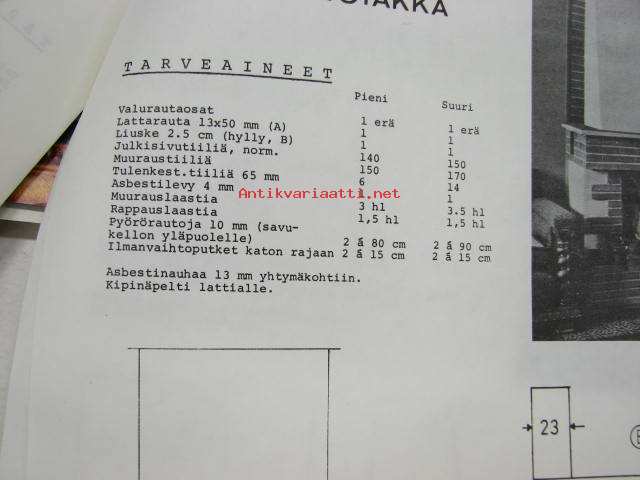 TARVEAINEET
Pieni Suuri
Valurautaosat 1 erä 1 erä
Lattarauta 13x50 mm (A) 1 1
Liuske 2.5 cm (hylly, B) 1 1
Julkisivutiiliä, norm. 140 150
Muuraustiiliä 150 170
Tulenkest.tiiliä 65 mm 6 14
Asbestilevy 4 mm 1 1
Muurauslaastia 3 hl 3.5 hl
Rappauslaastia 1,5 hl 1,5 hl
Pyörörautoja 10 mm (savu-
kellon yläpuolelle) 2 á 80 cm 2 á 90 cm
Ilmanvaihtoputket katon rajaan 2 á 15 cm 2 á 15 cm
Asbestinauhaa 13 mm yhtymäkohtiin.
Kipinäpelti lattialle.
Antikvariaatti.net
23